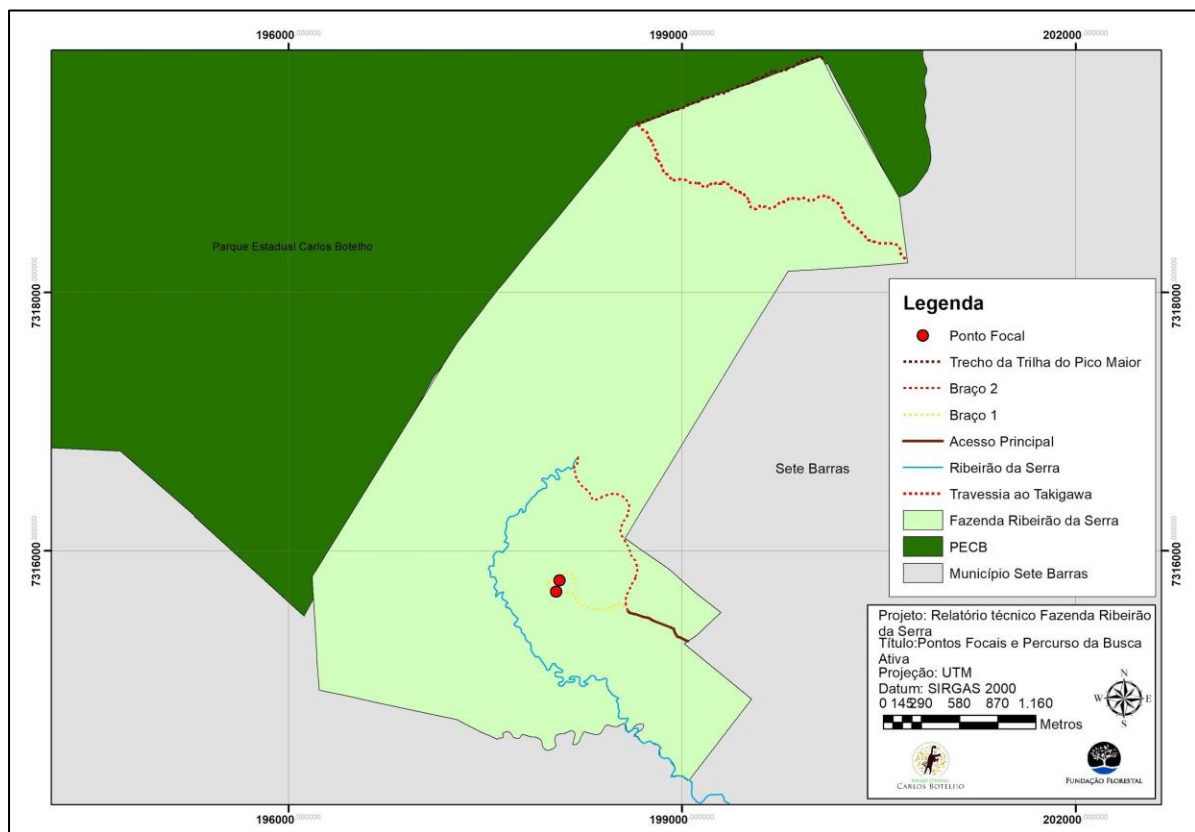 196000,000000
199000,000000
202000,000000
Parque Estadual Carlos Botelho
7318000,000000
7318000,000000
Legenda
Ponto Focal
Trecho da Trilha do Pico Maior
Braço 2
Braço 1
Acesso Principal
Ribeirão da Serra
Travessia ao Takigawa
Fazenda Ribeirão da Serra
PECB
Município Sete Barras
Sete Barras
7316000,000000
7316000,000000
Projeto: Relatório técnico Fazenda Ribeirão
da Serra
Título:Pontos Focais e Percurso da Busca
Ativa
Projeção: UTM
Datum: SIRGAS 2000
0 145290 580 870 1.160
Metros
N
W E
S
CARLOS BOTELHO
FUNDAÇÃO FLORESTAL
196000,000000
199000,000000
202000,000000